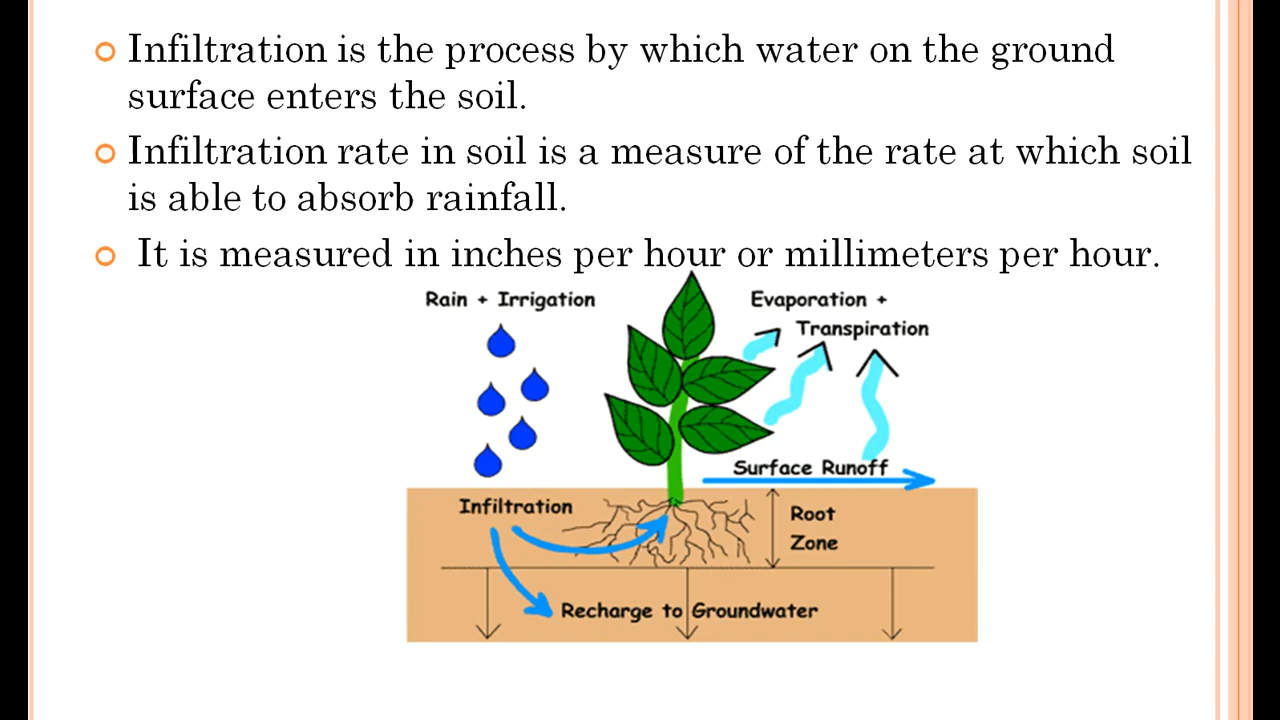 Infiltration is the process by which water on the ground
surface enters the soil.
Infiltration rate in soil is a measure of the rate at which soil
is able to absorb rainfall.
It is measured in inches per hour or millimeters per hour.
Rain + Irrigation
Evaporation +
Transpiration
Surface Runoff
Infiltration
Root
Zone
Recharge to Groundwater